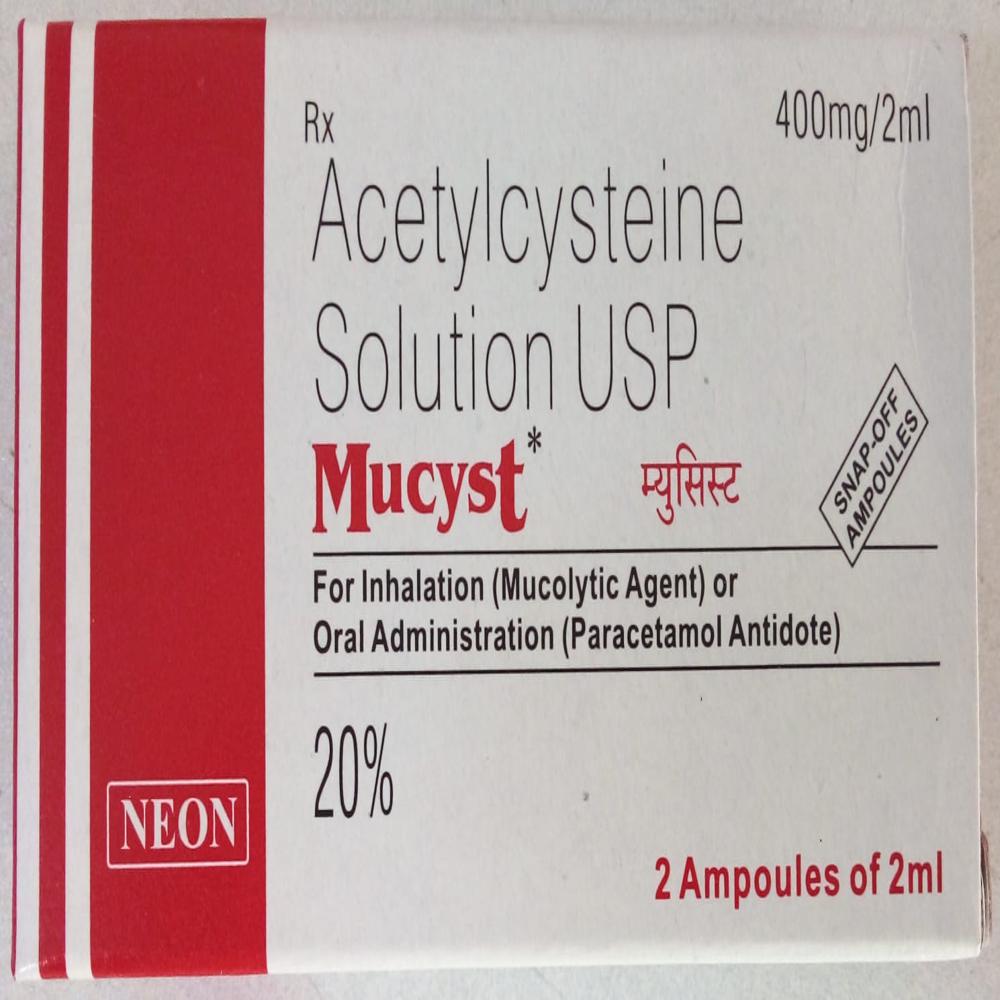 Rx
400mg/2ml
Acetylcysteine
Solution USP
Mucyst*
म्युसिस्ट
SNAP-OFF
AMPOULES
For Inhalation (Mucolytic Agent) or
Oral Administration (Paracetamol Antidote)
20%
NEON
2 Ampoules of 2ml